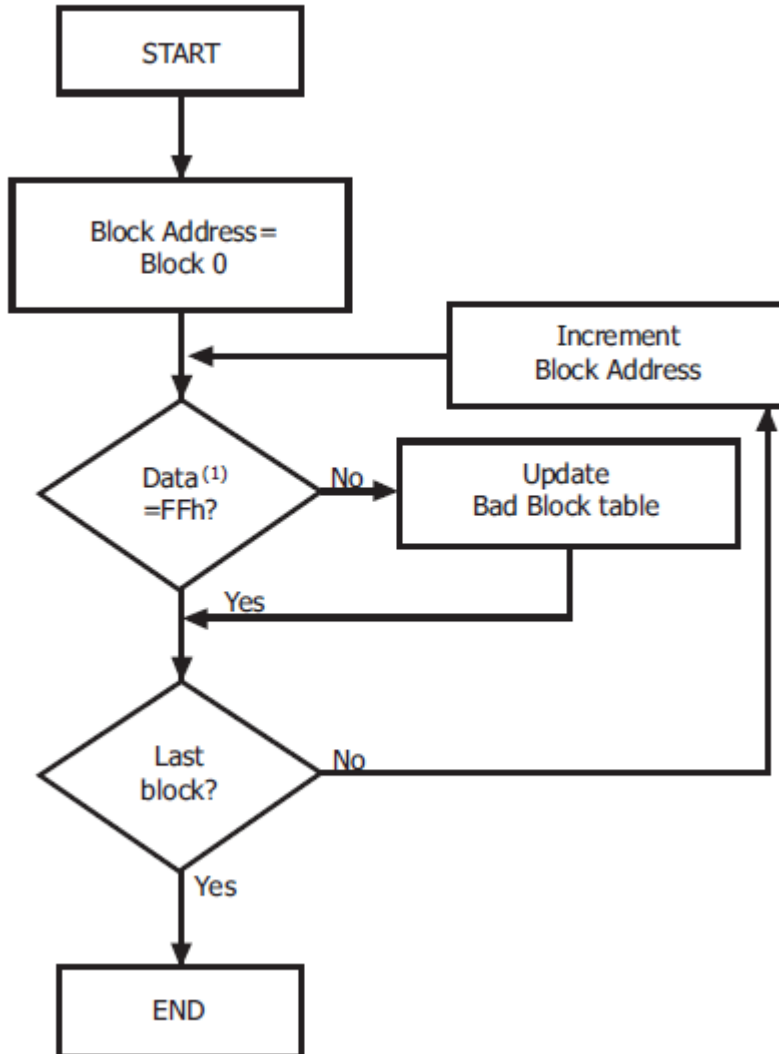 START
Block Address=
Block 0
Increment
Block Address
Data(1)
=FFh?
No
Update
Bad Block table
Yes
Last
block?
No
Yes
END